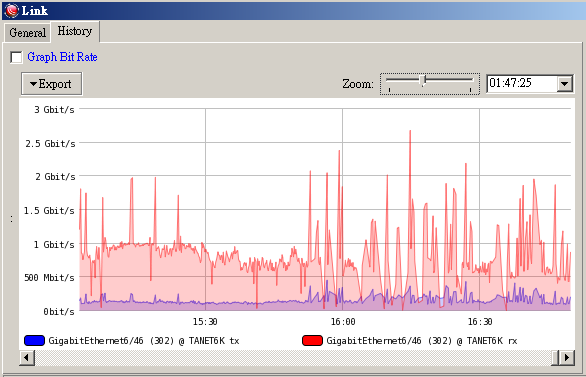 Link
General
History
Graph Bit Rate
Export
Zoom:
01:47:25
3 Gbit/s
2.5 Gbit/s
2 Gbit/s
1.5 Gbit/s
1 Gbit/s
500 Mbit/s
0bit/s
15:30
16:00
16:30
GigabitEthernet6/46 (302) @ TANET6K tx
GigabitEthernet6/46 (302) @ TANET6K rx